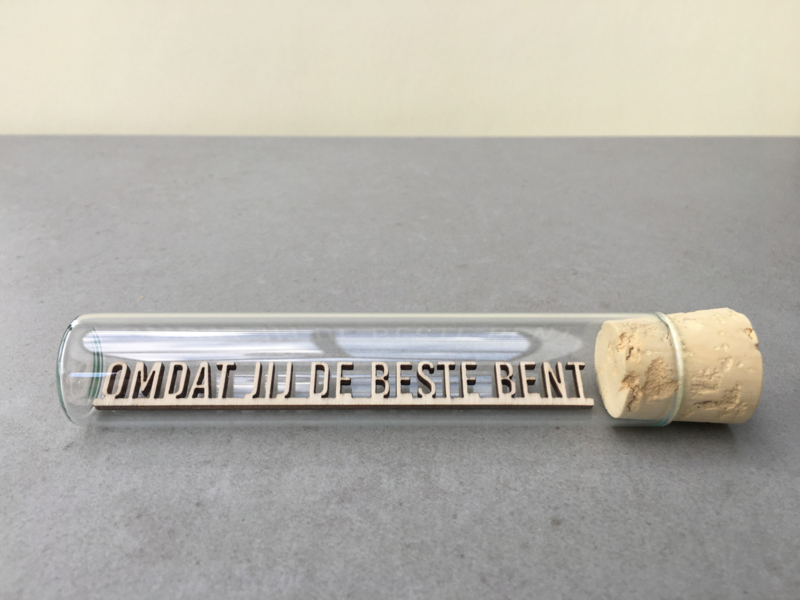 OMDAT JIJ DE BESTE BENT